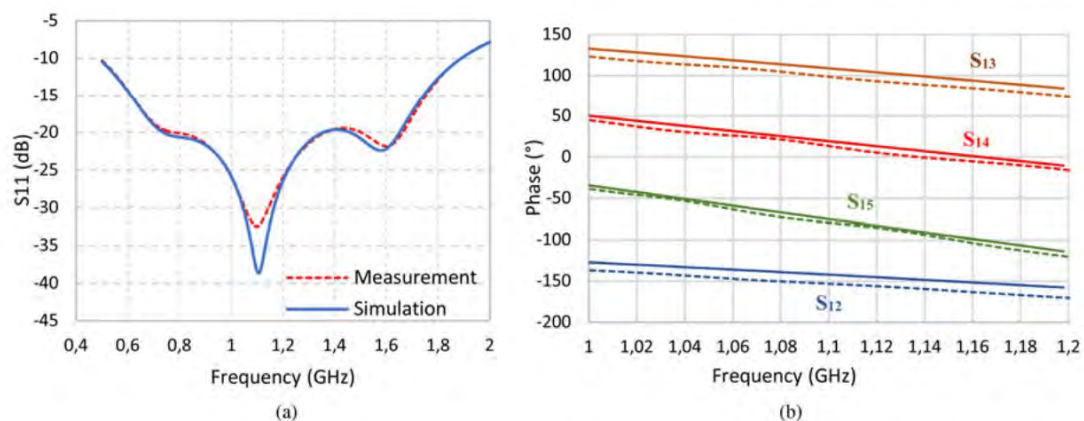 -5
-10
-15
-20
-25
-30
-35
-40
-45
S11 (dB)
Measurement
Simulation
0,4 0,6 0,8 1 1,2 1,4 1,6 1,8 2
Frequency (GHz)
(a)
150
100
50
0
-50
-100
-150
-200
Phase (°)
S13
S14
S15
S12
1 1,02 1,04 1,06 1,08 1,1 1,12 1,14 1,16 1,18 1,2
Frequency (GHz)
(b)